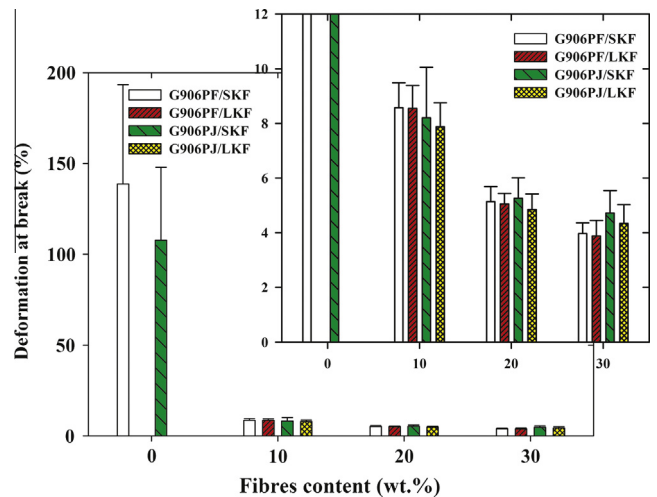 12
10
8
6
4
2
0
G906PF/SKF
G906PF/LKF
G906PJ/SKF
G906PJ/LKF
0 10 20 30
200
150
100
50
0
G906PF/SKF
G906PF/LKF
G906PJ/SKF
G906PJ/LKF
Deformation at break (%)
0 10 20 30
Fibres content (wt.%)